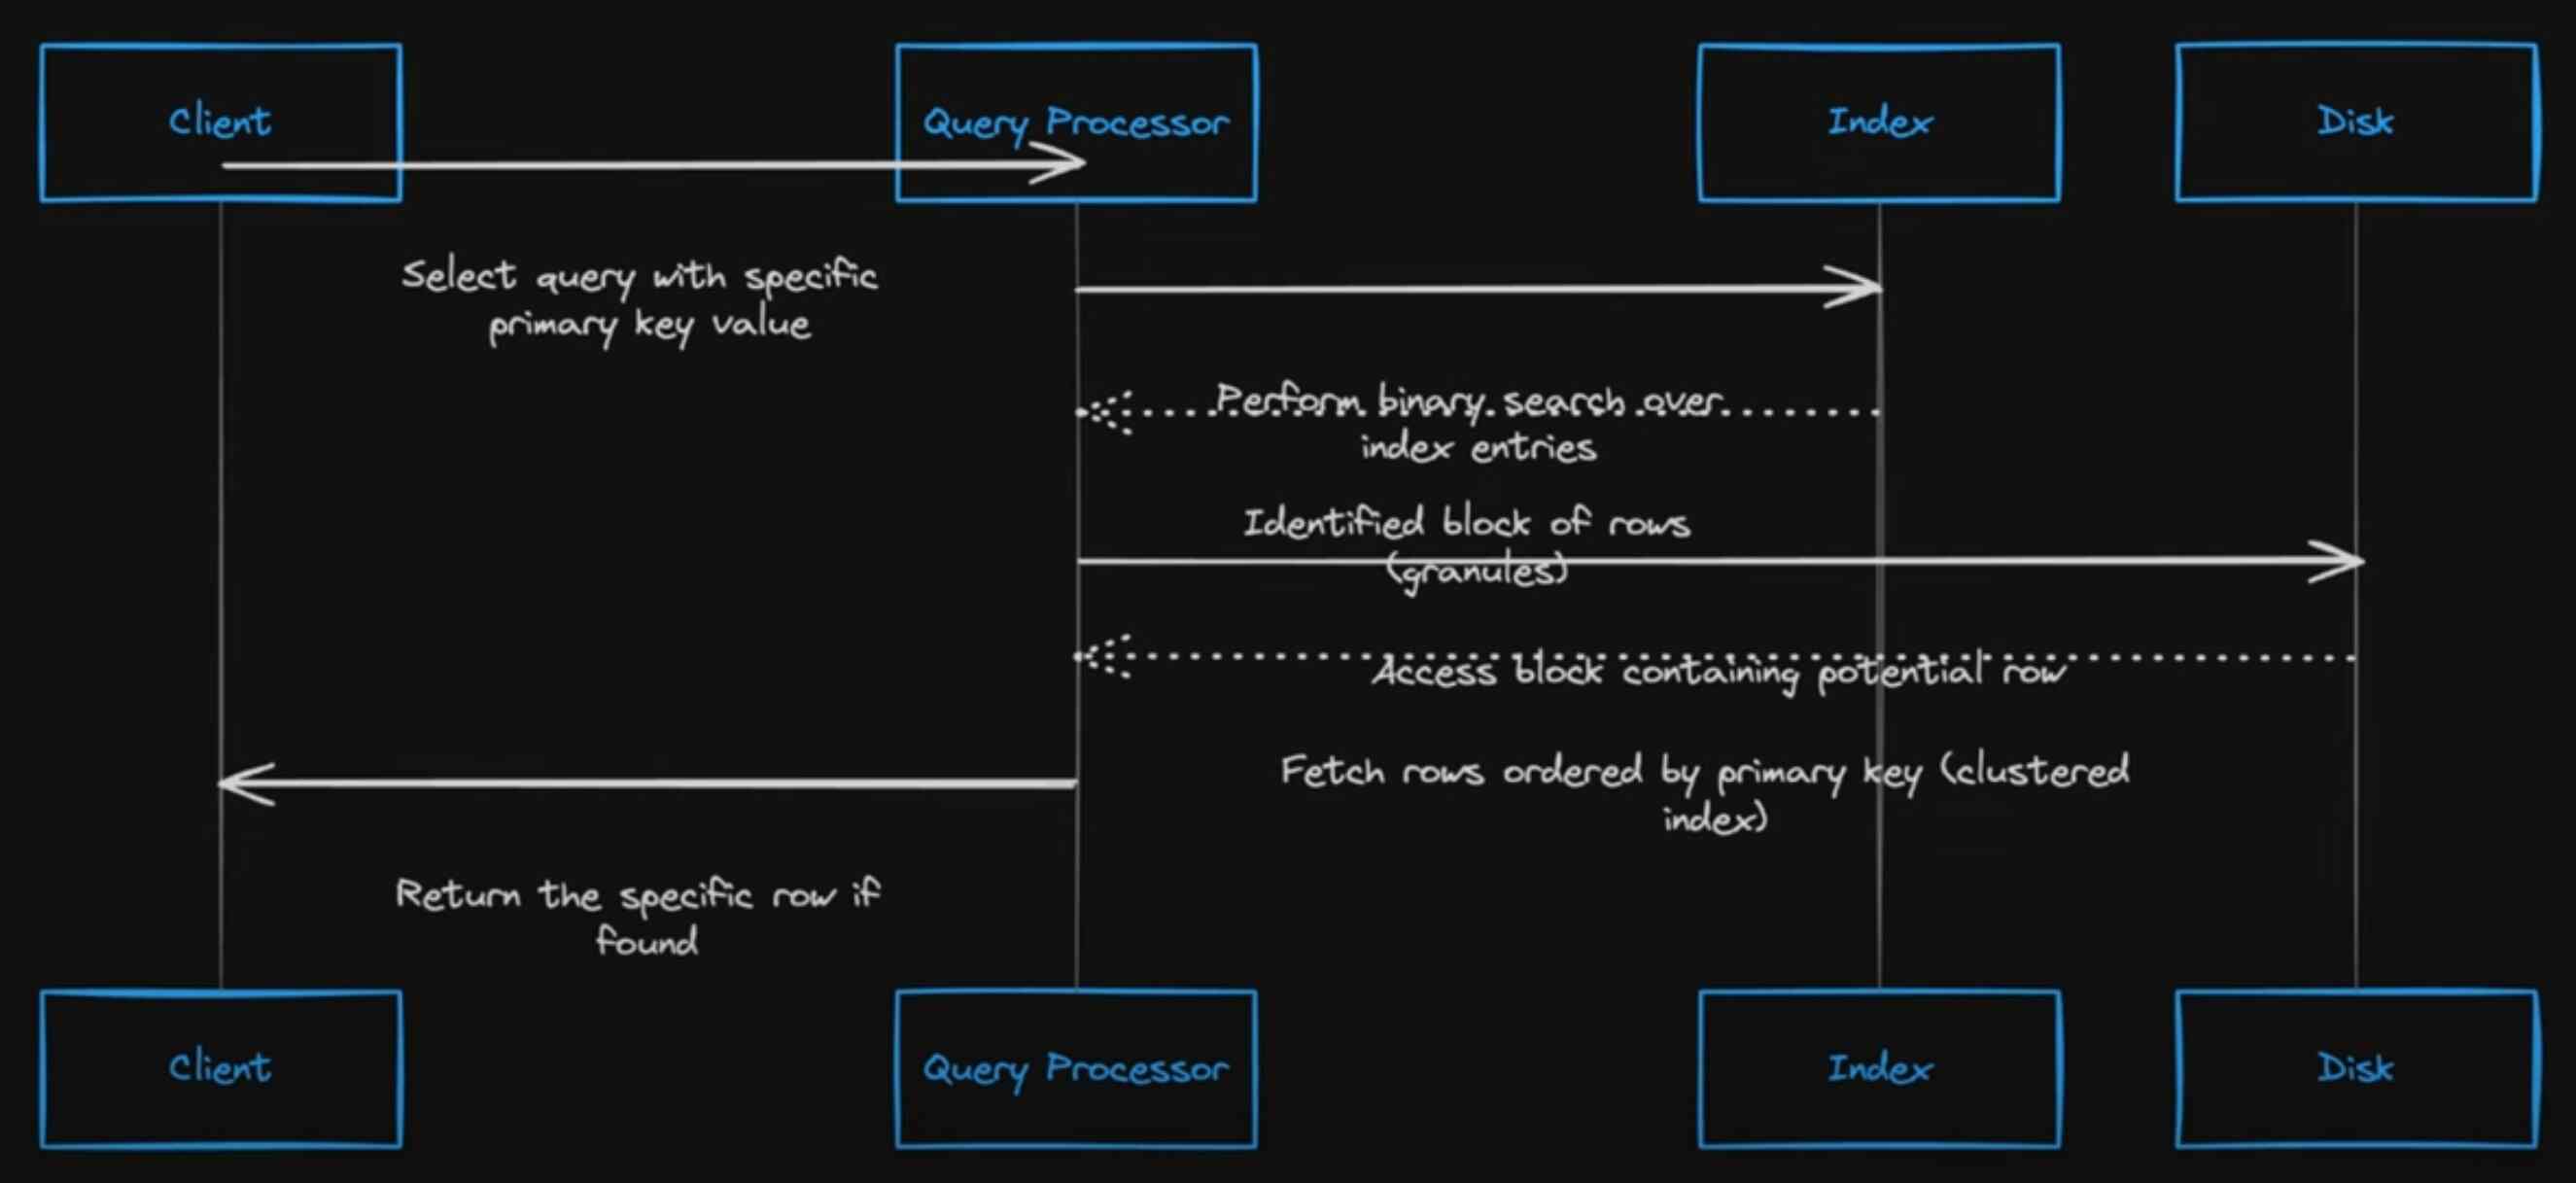 Client
Query Processor
Index
Disk
Select query with specific
primary key value
Perform binary search over
index entries
Identified block of rows
(granules)
Access block containing potential row
Fetch rows ordered by primary key (clustered
index)
Return the specific row if
found
Client
Query Processor
Index
Disk